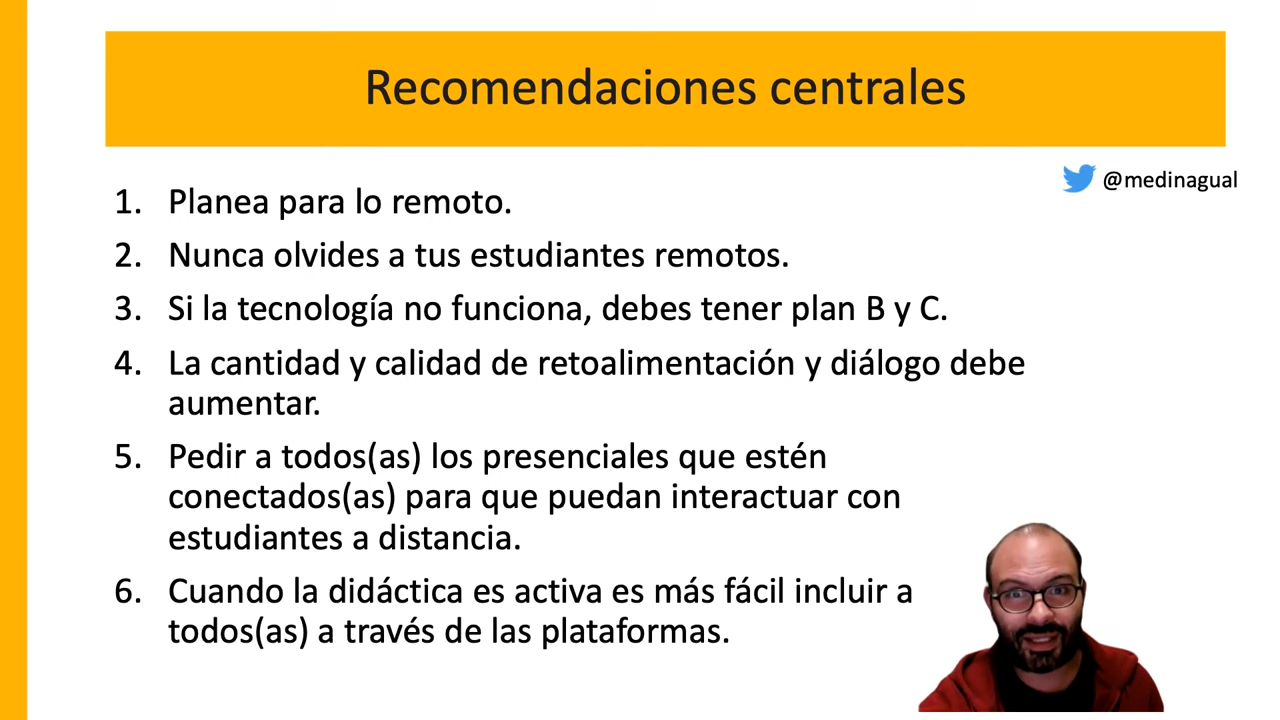 Recomendaciones centrales
@medinagual
1. Planea para lo remoto.
2. Nunca olvides a tus estudiantes remotos.
3. Si la tecnología no funciona, debes tener plan B y C.
4. La cantidad y calidad de retoalimentación y diálogo debe
aumentar.
5. Pedir a todos(as) los presenciales que estén
conectados(as) para que puedan interactuar con
estudiantes a distancia.
6. Cuando la didáctica es activa es más fácil incluir a
todos(as) a través de las plataformas.